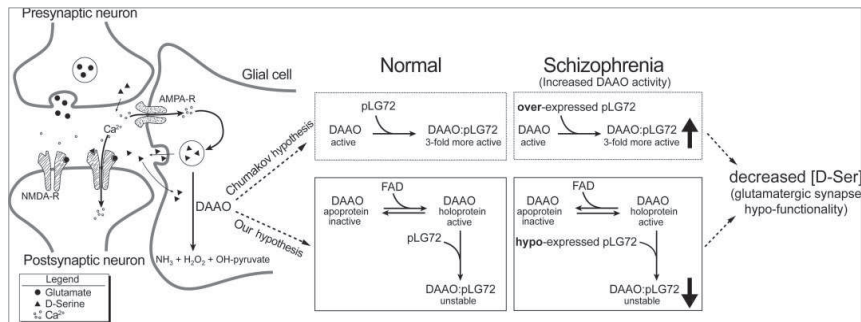 Presynaptic neuron
Glial cell
AMPA-R
Ca²⁺
NMDA-R
Postsynaptic neuron
DAAO
NH₃ + H₂O₂ + OH-pyruvate
Legend
Glutamate
D-Serine
Ca²⁺
Chumakov hypothesis
Our hypothesis
Normal
pLG72
DAAO
active
DAAO:pLG72
3-fold more active
FAD
DAAO
apoprotein
inactive
DAAO
holoprotein
active
pLG72
DAAO:pLG72
unstable
Schizophrenia
(Increased DAAO activity)
over-expressed pLG72
DAAO
active
DAAO:pLG72
3-fold more active
FAD
DAAO
apoprotein
inactive
DAAO
holoprotein
active
hypo-expressed pLG72
DAAO:pLG72
unstable
decreased [D-Ser]
(glutamatergic synapse
hypo-functionality)